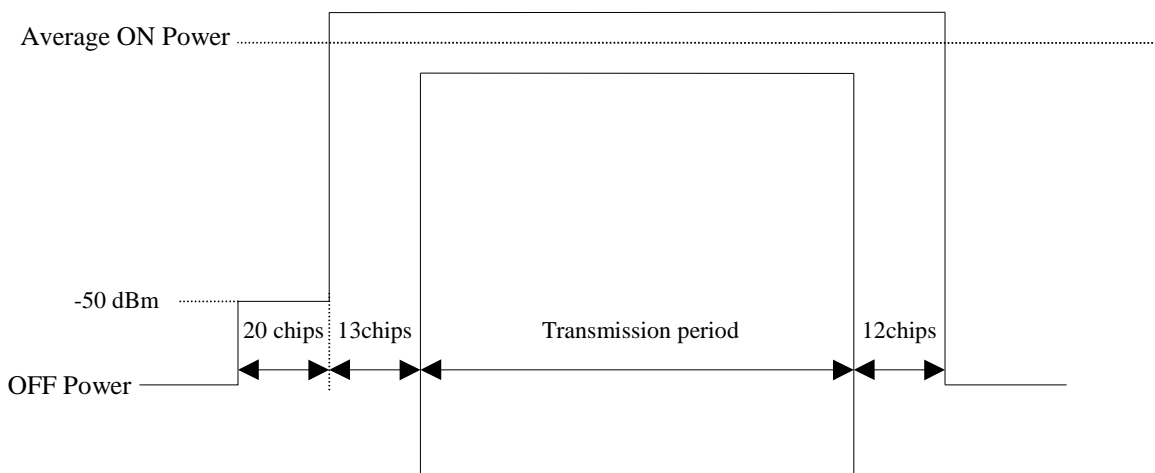 Average ON Power
-50 dBm
20 chips 13chips Transmission period 12chips
OFF Power